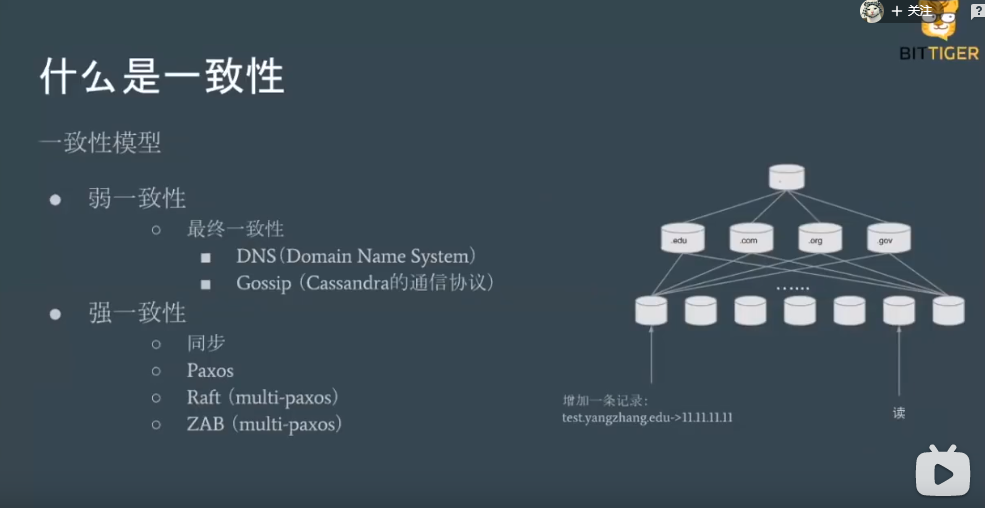 + 关注
BITTIGER
什么是一致性
一致性模型
● 弱一致性
○ 最终一致性
■ DNS(Domain Name System)
■ Gossip (Cassandra的通信协议)
● 强一致性
○ 同步
○ Paxos
○ Raft (multi-paxos)
○ ZAB (multi-paxos)
.
.edu
.com
.org
.gov
......
增加一条记录:
test.yangzhang.edu->11.11.11.11
读